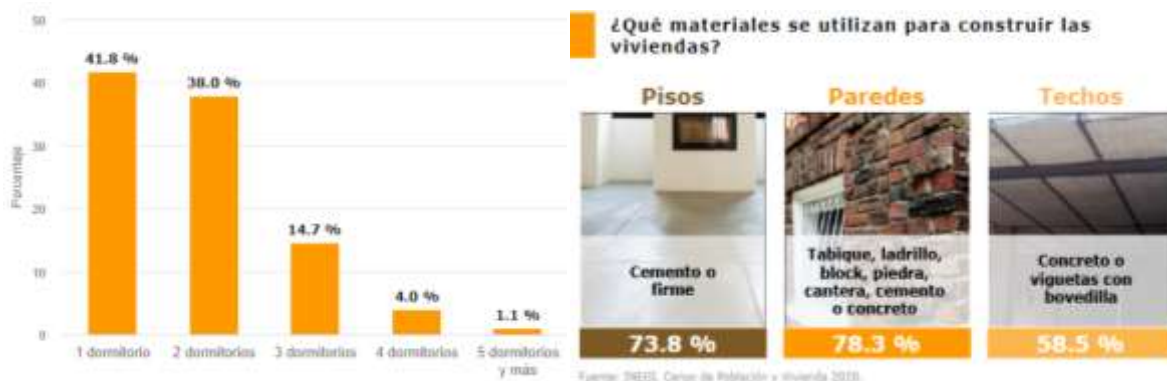 50
40
30
20
10
0
Porcentaje
41.8 %
38.0 %
14.7 %
4.0 %
1.1 %
1 dormitorio
2 dormitorios
3 dormitorios
4 dormitorios
5 dormitorios
y más
¿Qué materiales se utilizan para construir las
viviendas?
Pisos
Cemento o
firme
73.8 %
Paredes
Tabique, ladrillo,
block, piedra,
cantera, cemento
o concreto
78.3 %
Techos
Concreto o
viguetas con
bovedilla
58.5 %
Fuente: INEGI. Censo de Población y Vivienda 2020.